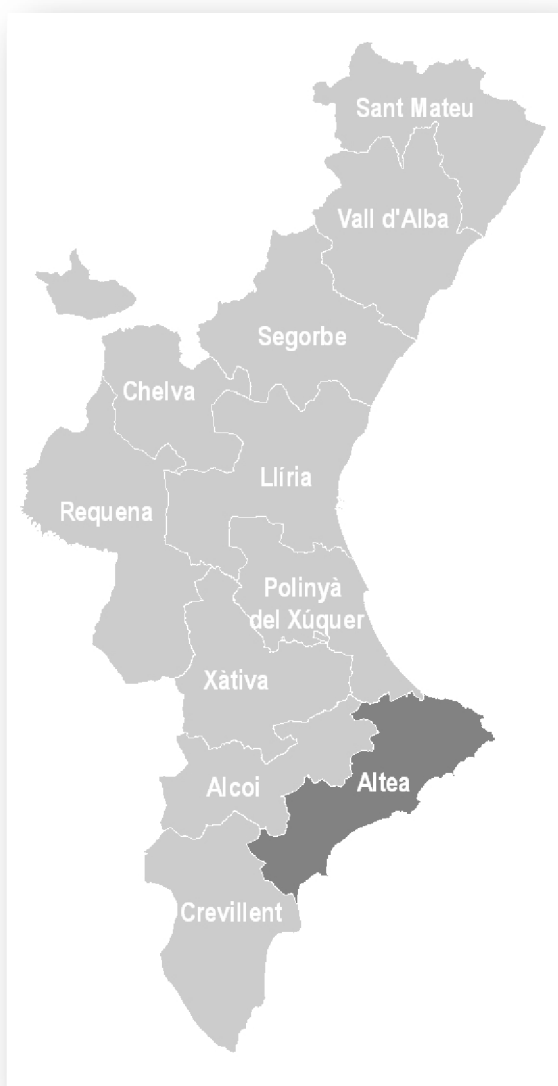 Sant Mateu
Vall d'Alba
Segorbe
Chelva
Llíria
Requena
Polinyà
del Xúquer
Xàtiva
Alcoi
Altea
Crevillent